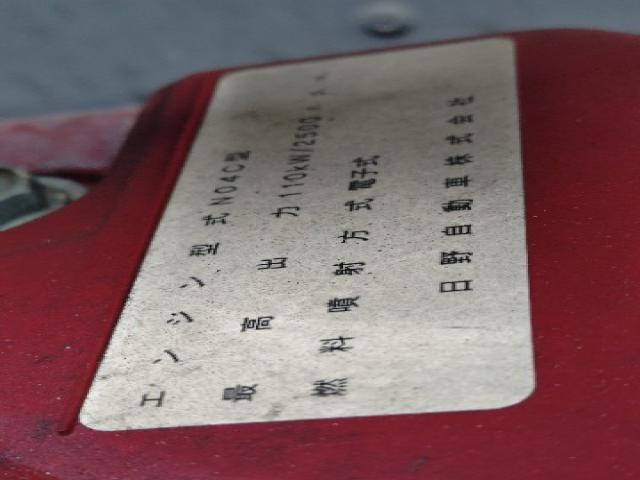 エンジン型式 N04C型
最高出力 110kW/2500
燃料噴射方式 電子式
日野自動車株式会社